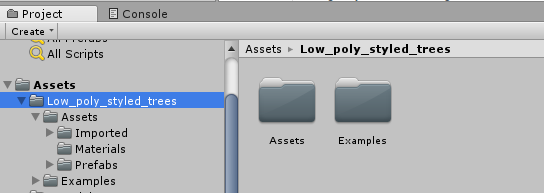 Project
Console
Create
All Scripts
Assets
Low_poly_styled_trees
Assets
Imported
Materials
Prefabs
Examples
Assets Low_poly_styled_trees
Assets
Examples